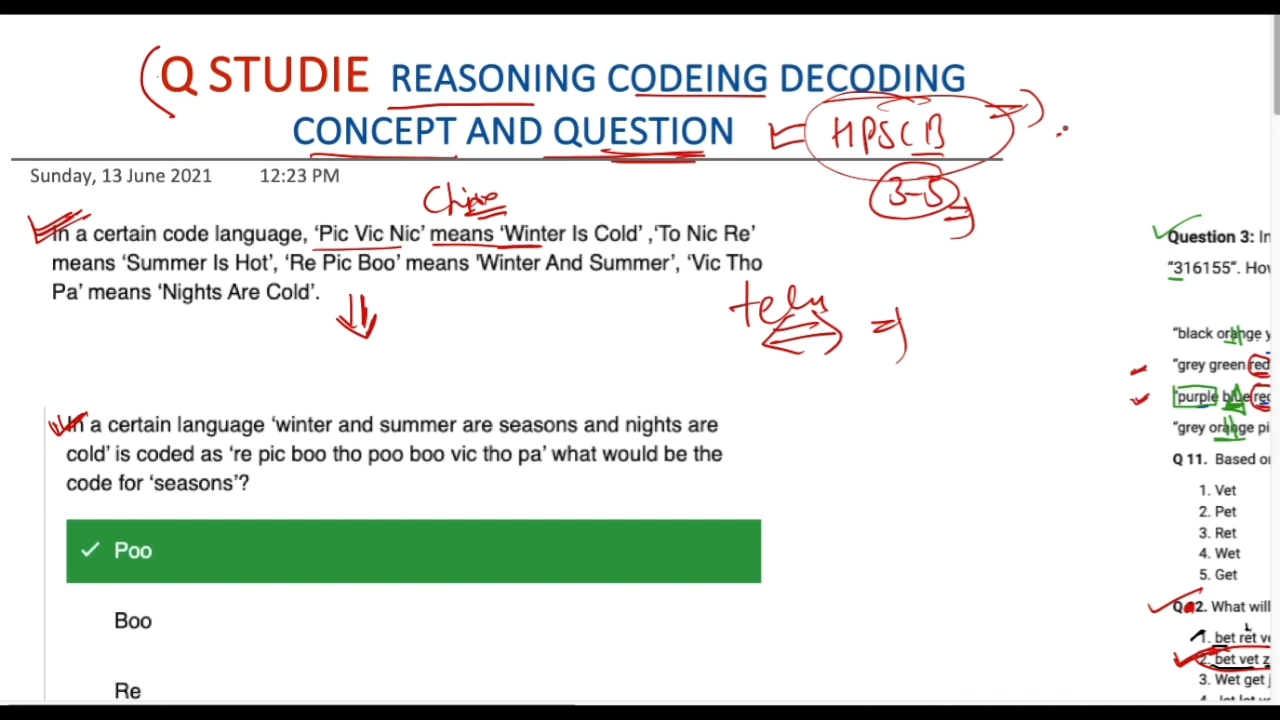 Q STUDIE REASONING CODEING DECODING
CONCEPT AND QUESTION
HPSCB
3-5
Sunday, 13 June 2021 12:23 PM
In a certain code language, ‘Pic Vic Nic’ means ‘Winter Is Cold’ ,‘To Nic Re’
means ‘Summer Is Hot’, ‘Re Pic Boo’ means ‘Winter And Summer’, ‘Vic Tho
Pa’ means ‘Nights Are Cold’.
In a certain language ‘winter and summer are seasons and nights are
cold’ is coded as ‘re pic boo tho poo boo vic tho pa’ what would be the
code for ‘seasons’?
Poo
Boo
Re
Question 3: In
“316155”. How
“black orange y
“grey green red
“purple blue red
“grey orange pi
Q 11. Based on
1. Vet
2. Pet
3. Ret
4. Wet
5. Get
Q 12. What will
1. bet ret ve
2. bet vet z
3. Wet get j